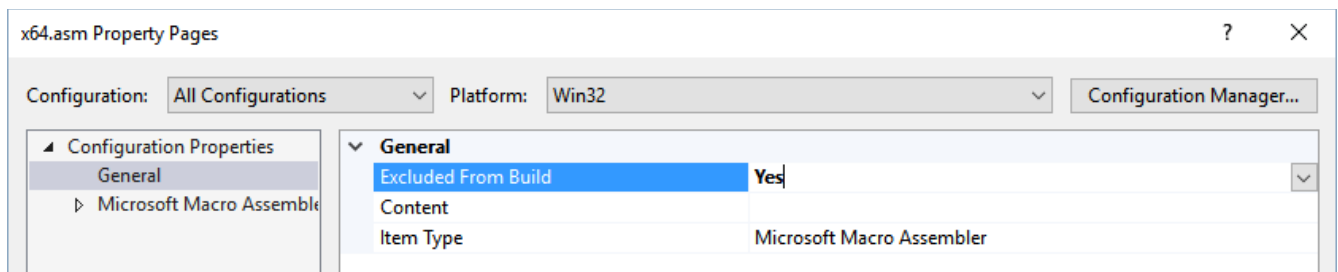 x64.asm Property Pages ?
Configuration: All Configurations Platform: Win32 Configuration Manager...
Configuration Properties General
General Excluded From Build Yes
Microsoft Macro Assemble Content
Item Type Microsoft Macro Assembler